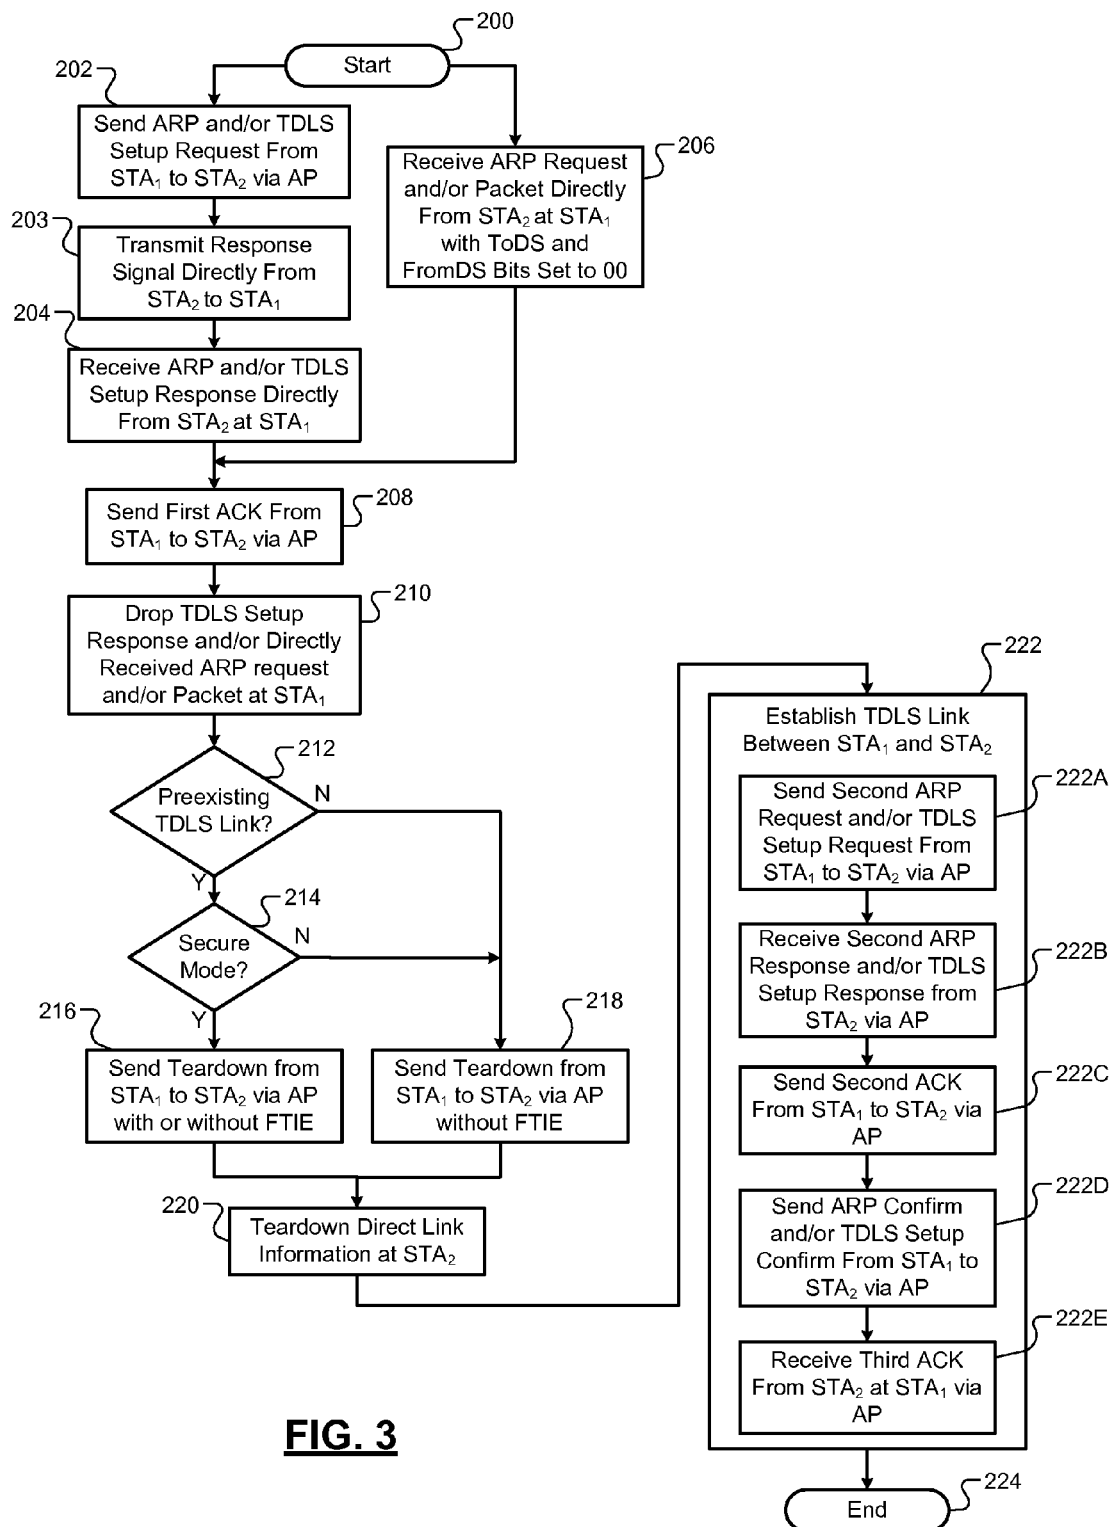 200
Start
202
Send ARP and/or TDLS
Setup Request From
STA₁ to STA₂ via AP
206
Receive ARP Request
and/or Packet Directly
From STA₂ at STA₁
with ToDS and
FromDS Bits Set to 00
203
Transmit Response
Signal Directly From
STA₂ to STA₁
204
Receive ARP and/or TDLS
Setup Response Directly
From STA₂ at STA₁
208
Send First ACK From
STA₁ to STA₂ via AP
210
Drop TDLS Setup
Response and/or Directly
Received ARP request
and/or Packet at STA₁
212
Preexisting
TDLS Link?
N
Y
214
Secure
Mode?
N
Y
216
Send Teardown from
STA₁ to STA₂ via AP
with or without FTIE
218
Send Teardown from
STA₁ to STA₂ via AP
without FTIE
220
Teardown Direct Link
Information at STA₂
222
Establish TDLS Link
Between STA₁ and STA₂
222A
Send Second ARP
Request and/or TDLS
Setup Request From
STA₁ to STA₂ via AP
222B
Receive Second ARP
Response and/or TDLS
Setup Response from
STA₂ via AP
222C
Send Second ACK
From STA₁ to STA₂ via
AP
222D
Send ARP Confirm
and/or TDLS Setup
Confirm From STA₁ to
STA₂ via AP
222E
Receive Third ACK
From STA₂ at STA₁ via
AP
224
End
FIG. 3